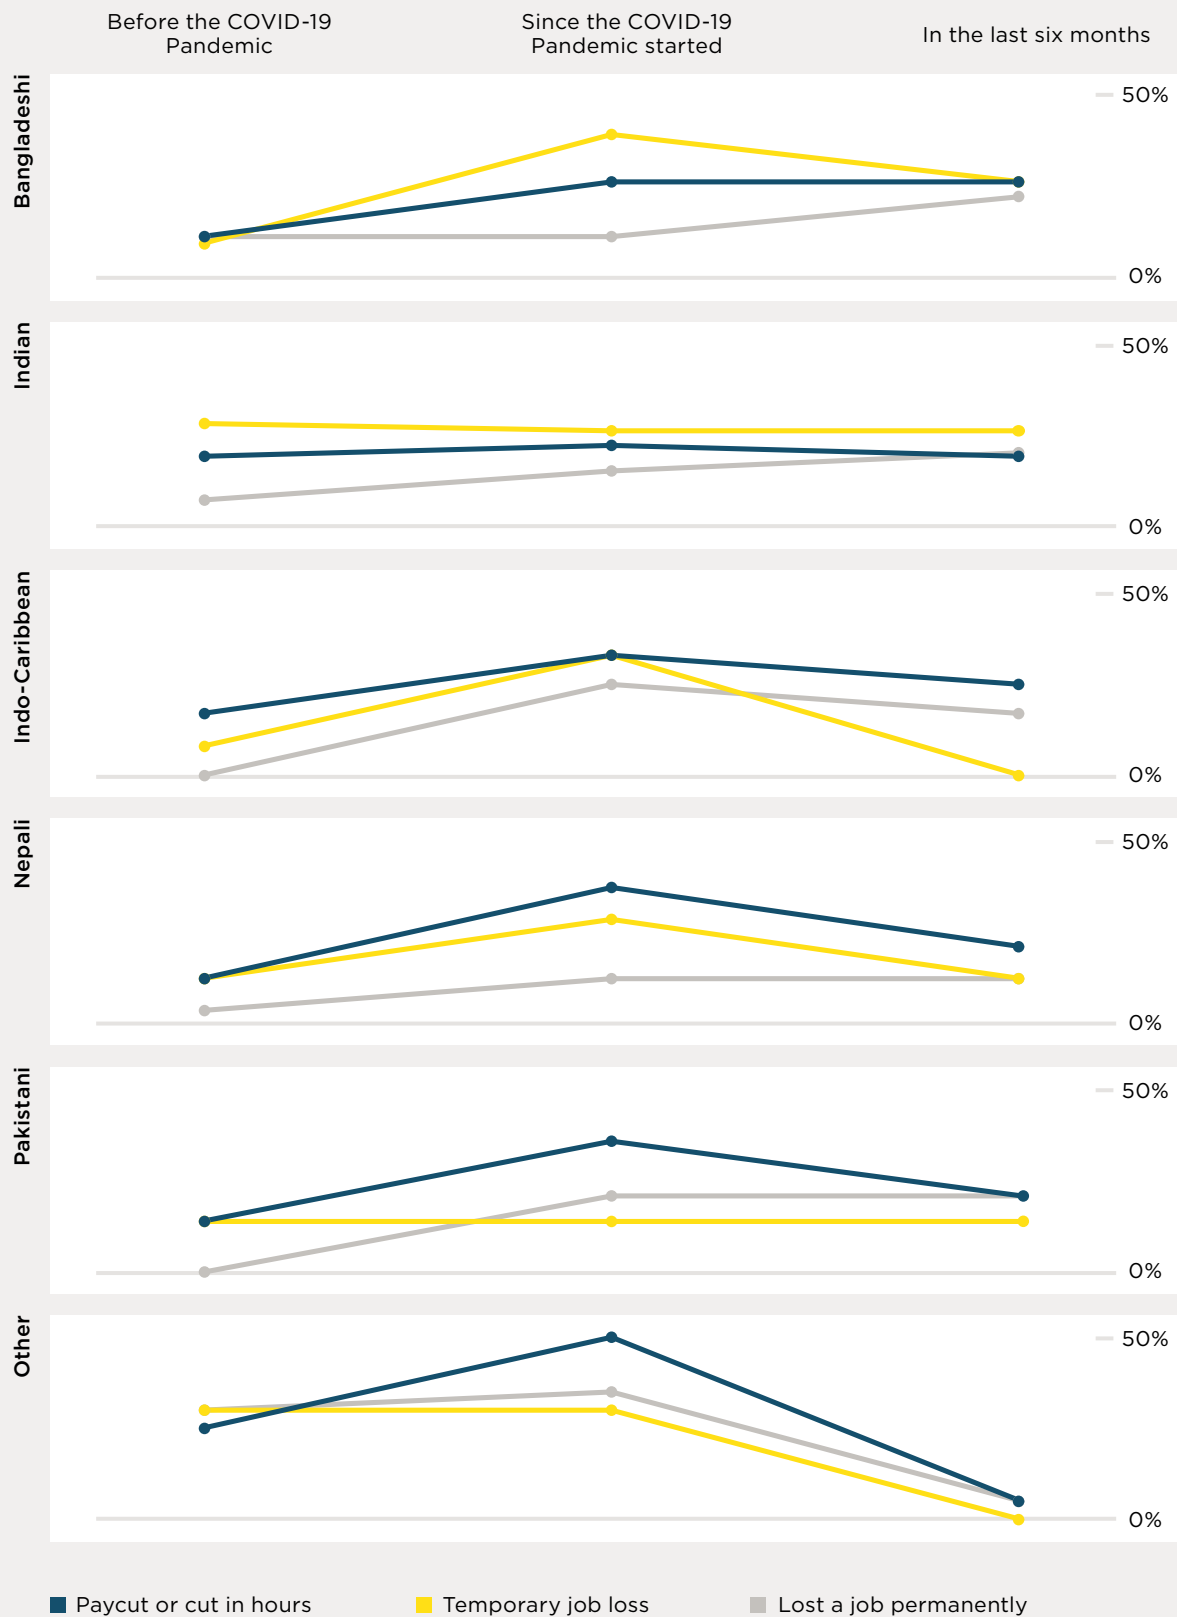 Before the COVID-19
Pandemic
Since the COVID-19
Pandemic started
In the last six months
Bangladeshi
50%
0%
Indian
50%
0%
Indo-Caribbean
50%
0%
Nepali
50%
0%
Pakistani
50%
0%
Other
50%
0%
Paycut or cut in hours
Temporary job loss
Lost a job permanently